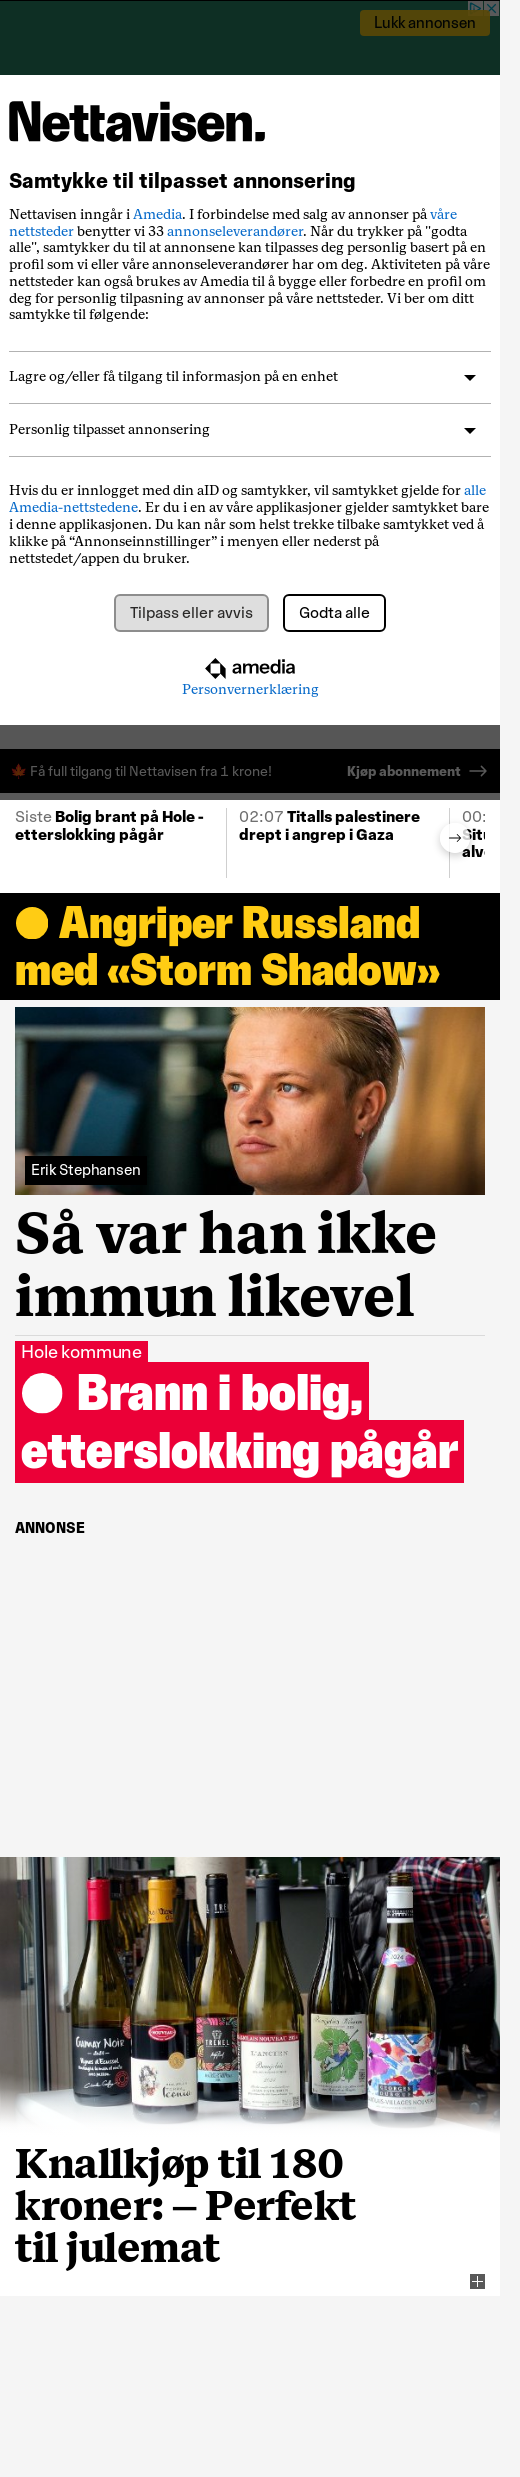 Lukk annonsen
Nettavisen.
Samtykke til tilpasset annonsering
Nettavisen inngår i Amedia. I forbindelse med salg av annonser på våre
nettsteder benytter vi 33 annonseleverandører. Når du trykker på "godta
alle", samtykker du til at annonsene kan tilpasses deg personlig basert på en
profil som vi eller våre annonseleverandører har om deg. Aktiviteten på våre
nettsteder kan også brukes av Amedia til å bygge eller forbedre en profil om
deg for personlig tilpasning av annonser på våre nettsteder. Vi ber om ditt
samtykke til følgende:
Lagre og/eller få tilgang til informasjon på en enhet
Personlig tilpasset annonsering
Hvis du er innlogget med din aID og samtykker, vil samtykket gjelde for alle
Amedia-nettstedene. Er du i en av våre applikasjoner gjelder samtykket bare
i denne applikasjonen. Du kan når som helst trekke tilbake samtykket ved å
klikke på “Annonseinnstillinger” i menyen eller nederst på
nettstedet/appen du bruker.
Tilpass eller avvis Godta alle
amedia
Personvernerklæring
Få full tilgang til Nettavisen fra 1 krone! Kjøp abonnement
Siste Bolig brant på Hole -
etterslokking pågår
02:07 Titalls palestinere
drept i angrep i Gaza
00:
Angriper Russland
med «Storm Shadow»
Erik Stephansen
Så var han ikke
immun likevel
Hole kommune
Brann i bolig,
etterslokking pågår
ANNONSE
GAMAY NOIR
TRENEL
L'ANCIEN
Knallkjøp til 180
kroner: – Perfekt
til julemat